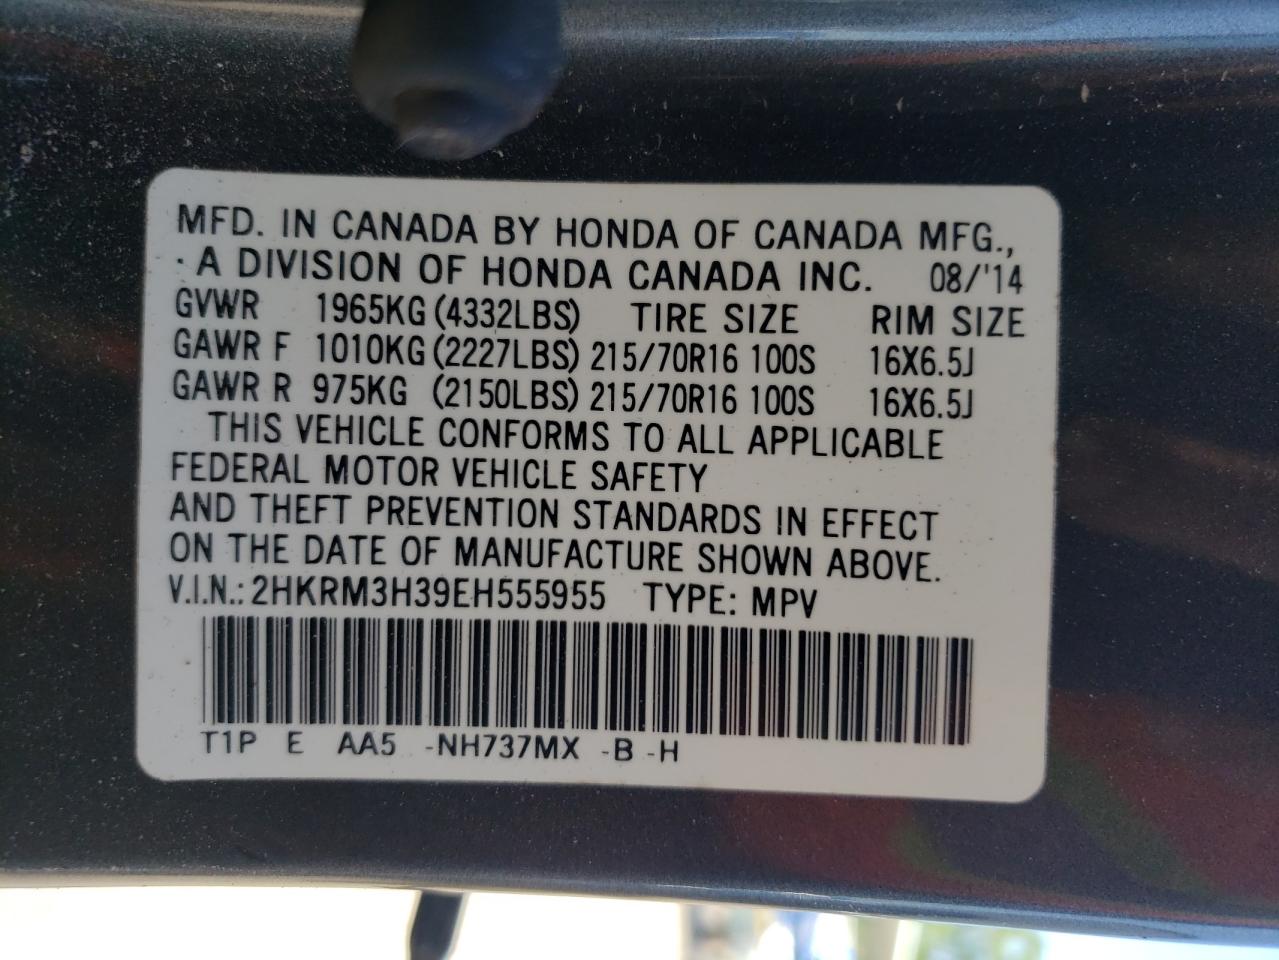 MFD. IN CANADA BY HONDA OF CANADA MFG.,
A DIVISION OF HONDA CANADA INC. 08/'14
GVWR 1965KG (4332LBS) TIRE SIZE RIM SIZE
GAWR F 1010KG (2227LBS) 215/70R16 100S 16X6.5J
GAWR R 975KG (2150LBS) 215/70R16 100S 16X6.5J
THIS VEHICLE CONFORMS TO ALL APPLICABLE
FEDERAL MOTOR VEHICLE SAFETY
AND THEFT PREVENTION STANDARDS IN EFFECT
ON THE DATE OF MANUFACTURE SHOWN ABOVE.
V.I.N.: 2HKRM3H39EH555955 TYPE: MPV
T1P E AA5 -NH737MX -B -H